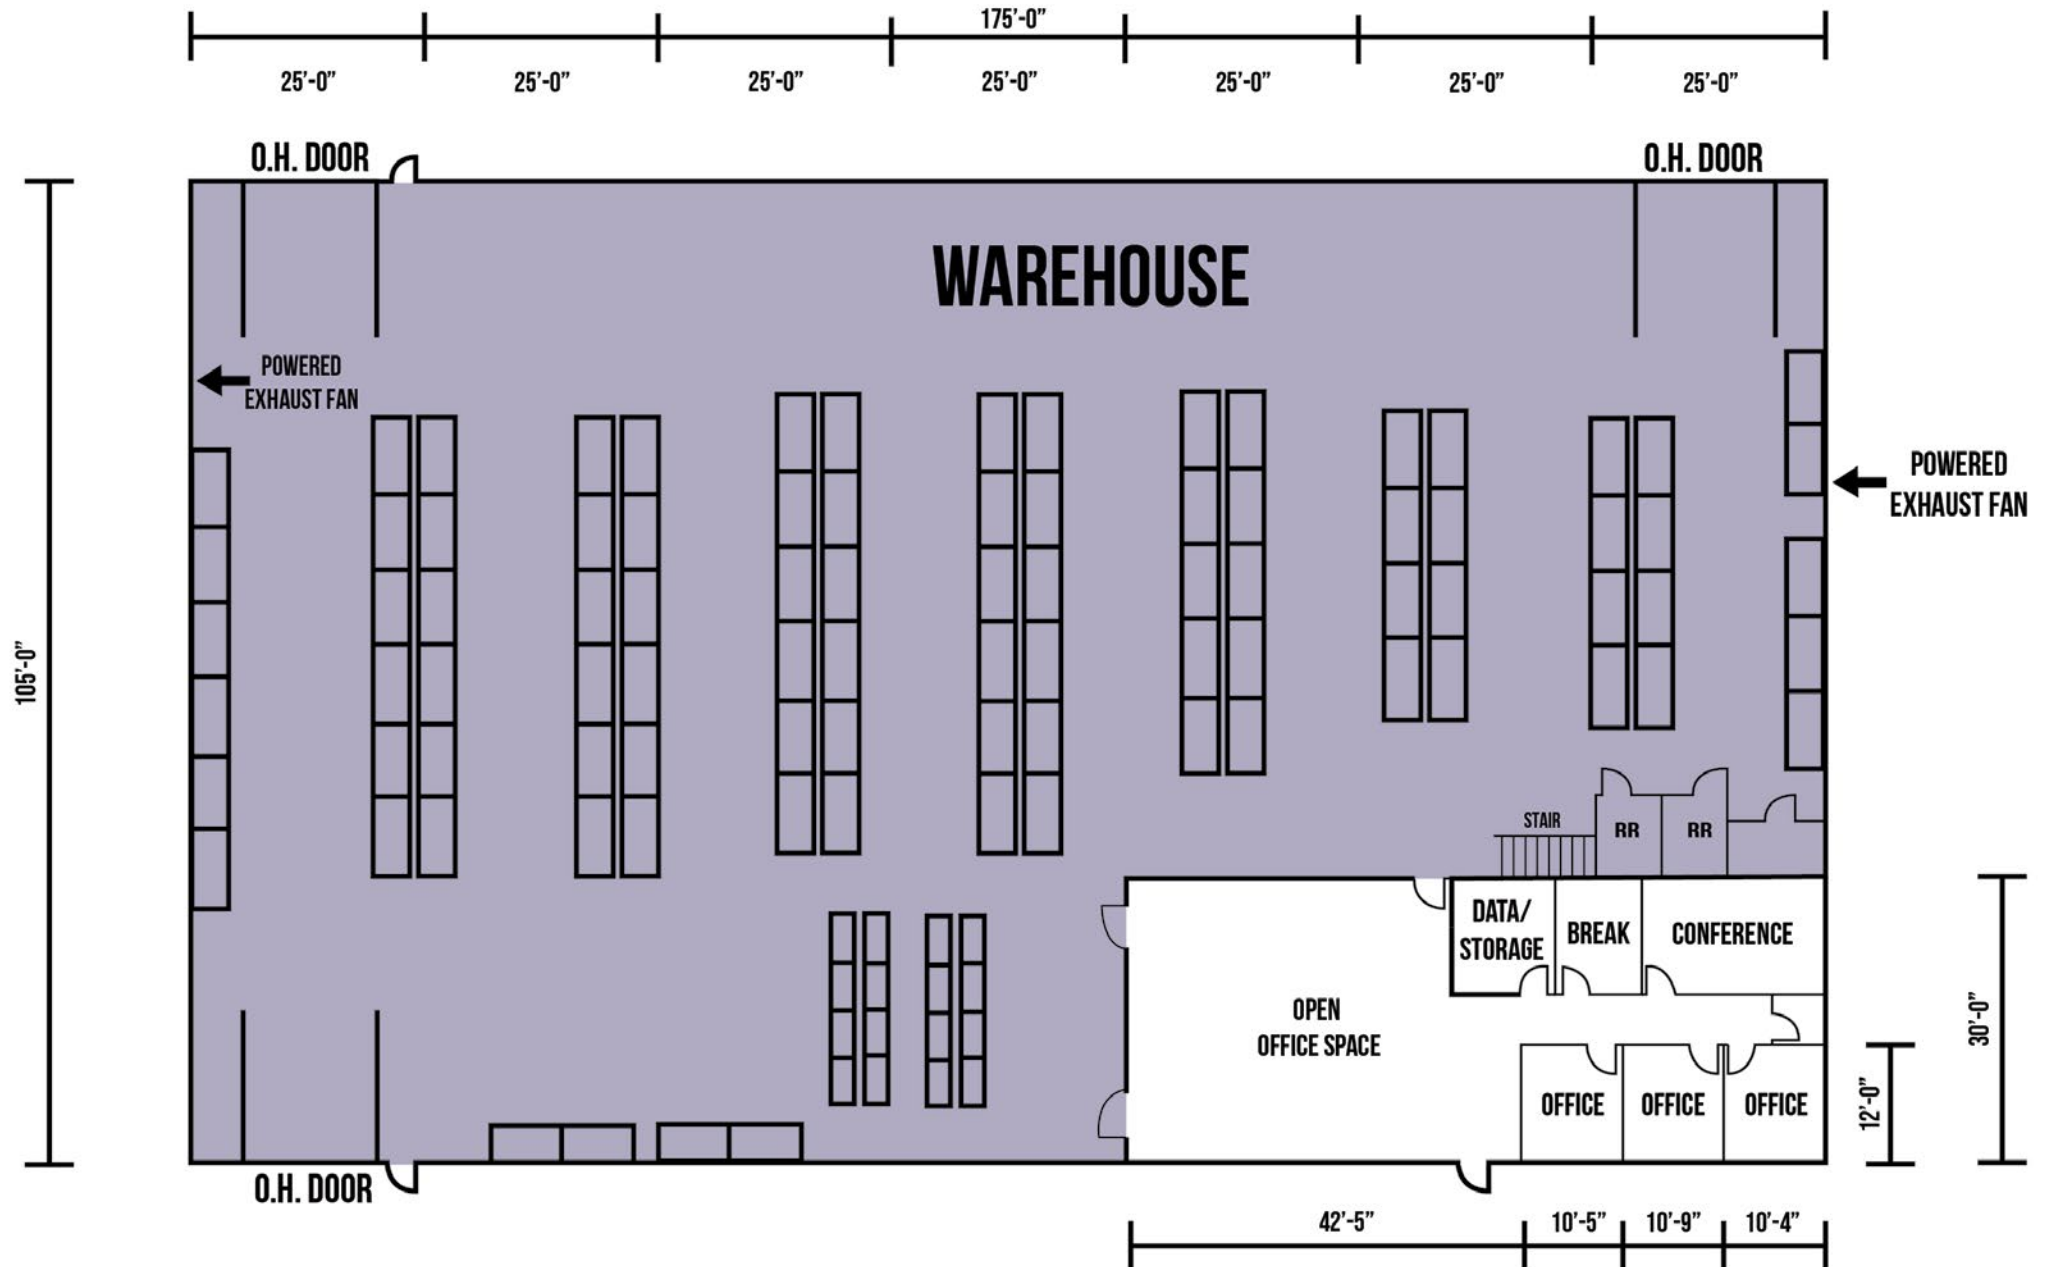 175'-0"
25'-0"
25'-0"
25'-0"
25'-0"
25'-0"
25'-0"
25'-0"
O.H. DOOR
O.H. DOOR
WAREHOUSE
POWERED
EXHAUST FAN
POWERED
EXHAUST FAN
105'-0"
STAIR
RR
RR
DATA/
STORAGE
BREAK
CONFERENCE
OPEN
OFFICE SPACE
30'-0"
OFFICE
OFFICE
OFFICE
12'-0"
O.H. DOOR
42'-5"
10'-5"
10'-9"
10'-4"